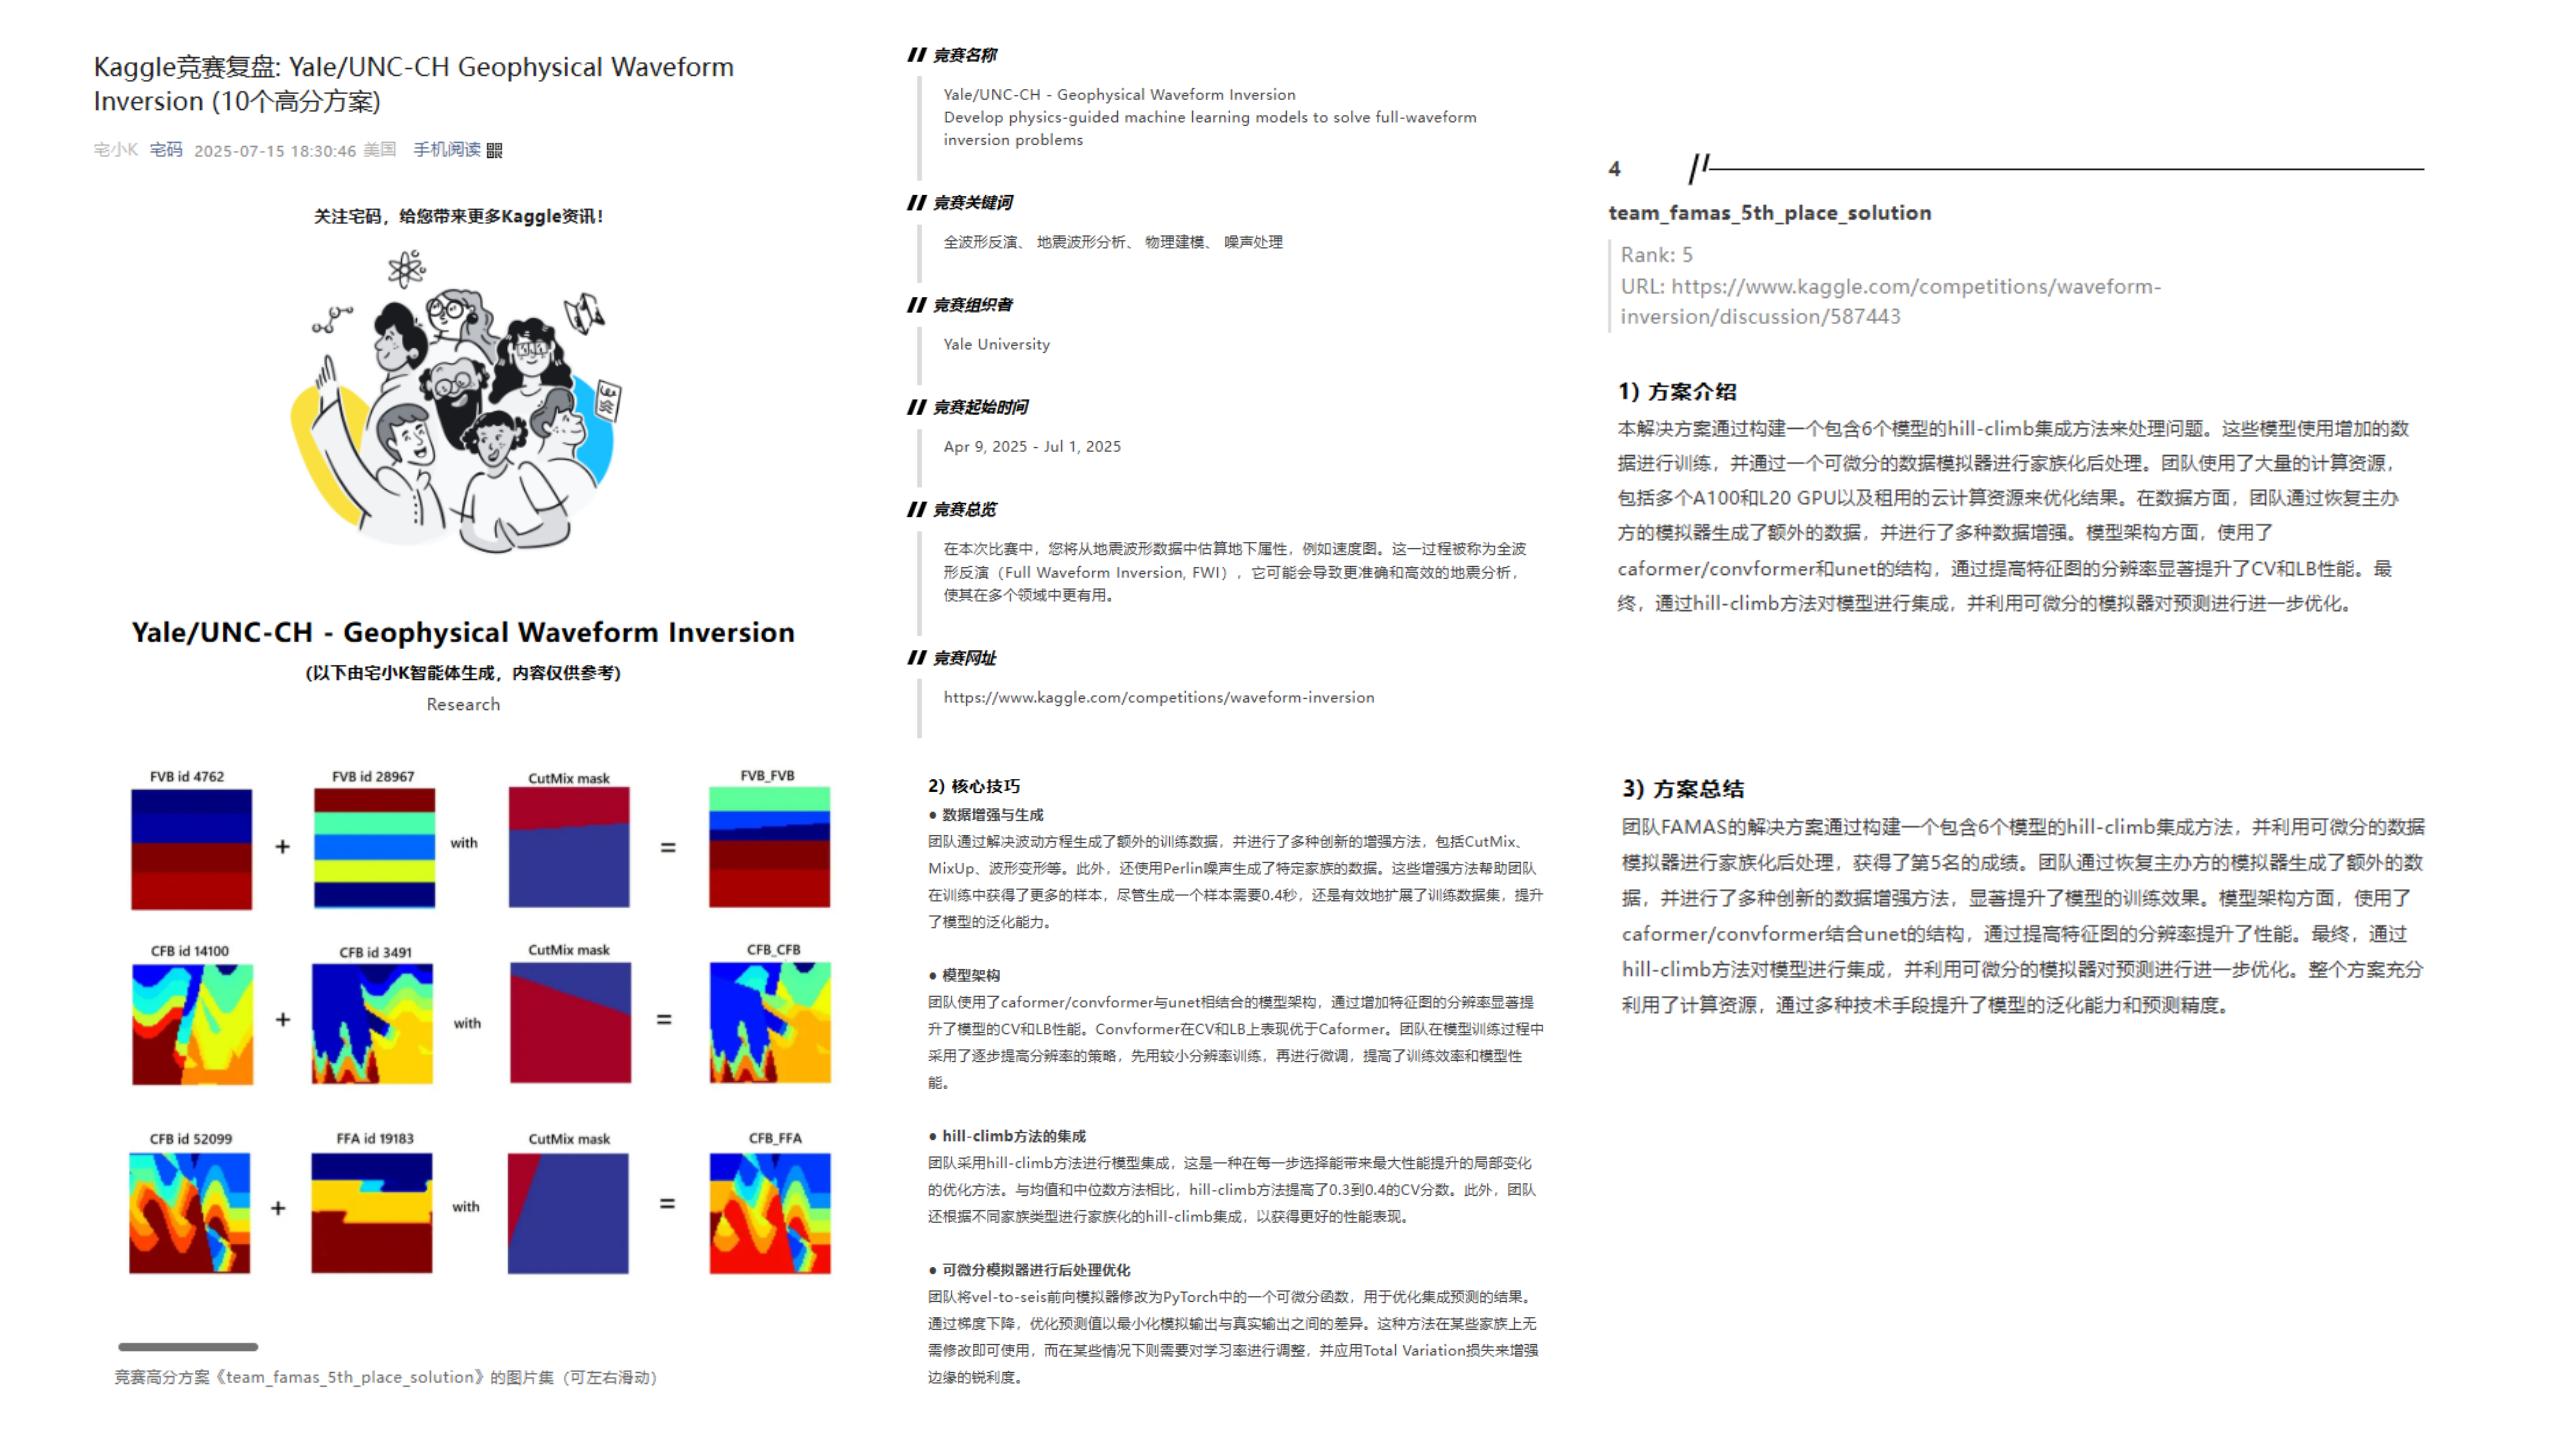 Kaggle竞赛复盘: Yale/UNC-CH Geophysical Waveform
Inversion (10个高分方案)
宅小K 宅码 2025-07-15 18:30:46 美国 手机阅读
关注宅码，给您带来更多Kaggle资讯！
Yale/UNC-CH - Geophysical Waveform Inversion
(以下由宅小K智能体生成，内容仅供参考)
Research
FVB id 4762
FVB id 28967
CutMix mask
FVB_FVB
+
with
=
CFB id 14100
CFB id 3491
CutMix mask
CFB_CFB
+
with
=
CFB id 52099
FFA id 19183
CutMix mask
CFB_FFA
+
with
=
竞赛高分方案《team_famas_5th_place_solution》的图片集（可左右滑动）
竞赛名称
Yale/UNC-CH - Geophysical Waveform Inversion
Develop physics-guided machine learning models to solve full-waveform
inversion problems
竞赛关键词
全波形反演、 地震波形分析、 物理建模、 噪声处理
竞赛组织者
Yale University
竞赛起始时间
Apr 9, 2025 - Jul 1, 2025
竞赛总览
在本次比赛中，您将从地震波形数据中估算地下属性，例如速度图。这一过程被称为全波
形反演（Full Waveform Inversion, FWI），它可能会导致更准确和高效的地震分析，
使其在多个领域中更有用。
竞赛网址
https://www.kaggle.com/competitions/waveform-inversion
2) 核心技巧
● 数据增强与生成
团队通过解决波动方程生成了额外的训练数据，并进行了多种创新的增强方法，包括CutMix、
MixUp、波形变形等。此外，还使用Perlin噪声生成了特定家族的数据。这些增强方法帮助团队
在训练中获得了更多的样本，尽管生成一个样本需要0.4秒，还是有效地扩展了训练数据集，提升
了模型的泛化能力。
● 模型架构
团队使用了caformer/convformer与unet相结合的模型架构，通过增加特征图的分辨率显著提
升了模型的CV和LB性能。Convformer在CV和LB上表现优于Caformer。团队在模型训练过程中
采用了逐步提高分辨率的策略，先用较小分辨率训练，再进行微调，提高了训练效率和模型性
能。
● hill-climb方法的集成
团队采用hill-climb方法进行模型集成，这是一种在每一步选择能带来最大性能提升的局部变化
的优化方法。与均值和中位数方法相比，hill-climb方法提高了0.3到0.4的CV分数。此外，团队
还根据不同家族类型进行家族化的hill-climb集成，以获得更好的性能表现。
● 可微分模拟器进行后处理优化
团队将vel-to-seis前向模拟器修改为PyTorch中的一个可微分函数，用于优化集成预测的结果。
通过梯度下降，优化预测值以最小化模拟输出与真实输出之间的差异。这种方法在某些家族上无
需修改即可使用，而在某些情况下则需要对学习率进行调整，并应用Total Variation损失来增强
边缘的锐利度。
4
team_famas_5th_place_solution
Rank: 5
URL: https://www.kaggle.com/competitions/waveform-
inversion/discussion/587443
1) 方案介绍
本解决方案通过构建一个包含6个模型的hill-climb集成方法来处理问题。这些模型使用增加的数
据进行训练，并通过一个可微分的数据模拟器进行家族化后处理。团队使用了大量的计算资源，
包括多个A100和L20 GPU以及租用的云计算资源来优化结果。在数据方面，团队通过恢复主办
方的模拟器生成了额外的数据，并进行了多种数据增强。模型架构方面，使用了
caformer/convformer和unet的结构，通过提高特征图的分辨率显著提升了CV和LB性能。最
终，通过hill-climb方法对模型进行集成，并利用可微分的模拟器对预测进行进一步优化。
3) 方案总结
团队FAMAS的解决方案通过构建一个包含6个模型的hill-climb集成方法，并利用可微分的数据
模拟器进行家族化后处理，获得了第5名的成绩。团队通过恢复主办方的模拟器生成了额外的数
据，并进行了多种创新的数据增强方法，显著提升了模型的训练效果。模型架构方面，使用了
caformer/convformer结合unet的结构，通过提高特征图的分辨率提升了性能。最终，通过
hill-climb方法对模型进行集成，并利用可微分的模拟器对预测进行进一步优化。整个方案充分
利用了计算资源，通过多种技术手段提升了模型的泛化能力和预测精度。